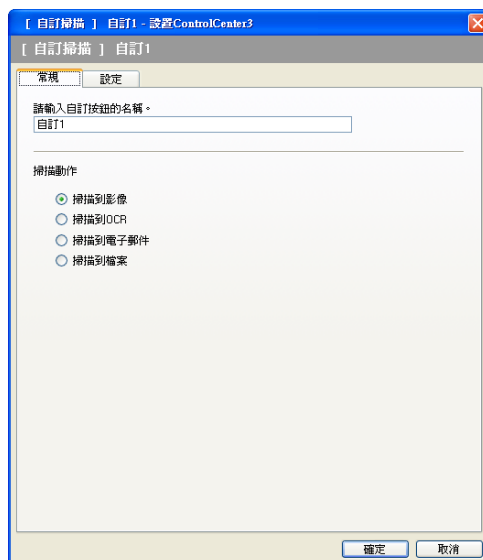 [ 自訂掃描 ] 自訂1 - 設置ControlCenter3
[ 自訂掃描 ] 自訂1
常規 設定
請輸入自訂按鈕的名稱。
自訂1
掃描動作
掃描到影像
掃描到OCR
掃描到電子郵件
掃描到檔案
確定 取消